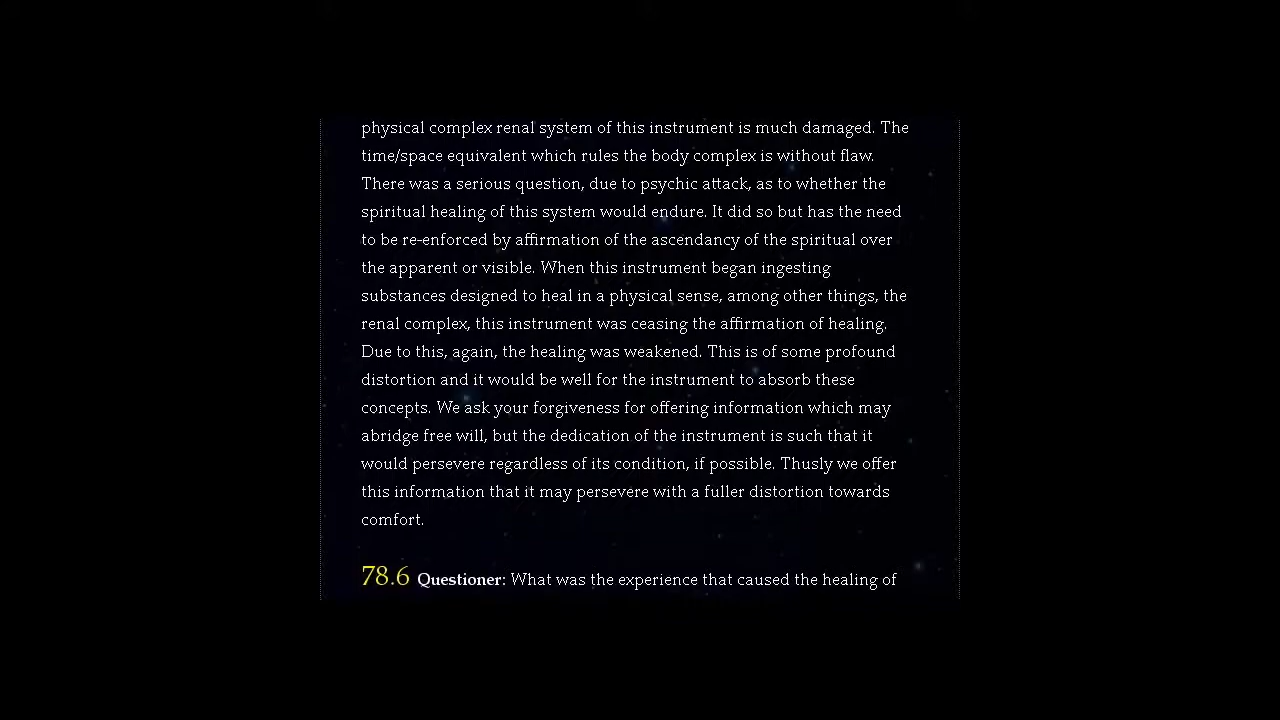 physical complex renal system of this instrument is much damaged. The
time/space equivalent which rules the body complex is without flaw.
There was a serious question, due to psychic attack, as to whether the
spiritual healing of this system would endure. It did so but has the need
to be re-enforced by affirmation of the ascendancy of the spiritual over
the apparent or visible. When this instrument began ingesting
substances designed to heal in a physical sense, among other things, the
renal complex, this instrument was ceasing the affirmation of healing.
Due to this, again, the healing was weakened. This is of some profound
distortion and it would be well for the instrument to absorb these
concepts. We ask your forgiveness for offering information which may
abridge free will, but the dedication of the instrument is such that it
would persevere regardless of its condition, if possible. Thusly we offer
this information that it may persevere with a fuller distortion towards
comfort.
78.6 Questioner: What was the experience that caused the healing of